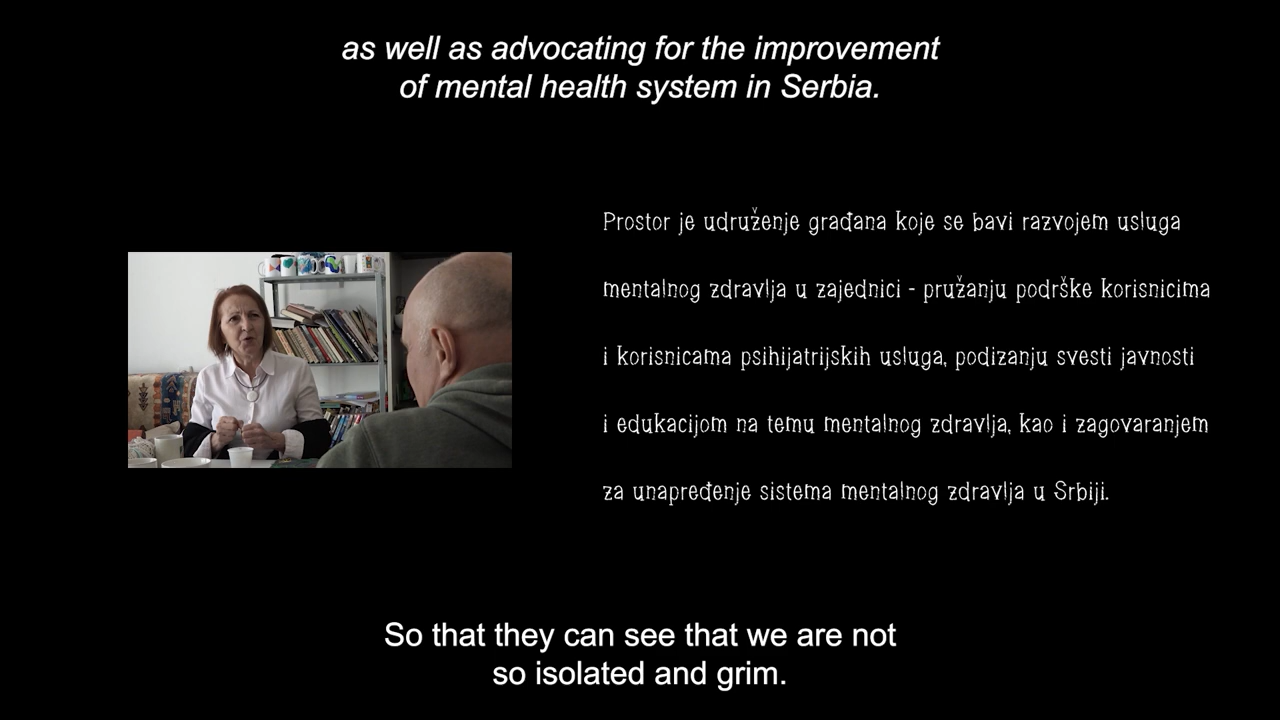 as well as advocating for the improvement
of mental health system in Serbia.
Prostor je udruženje građana koje se bavi razvojem usluga
mentalnog zdravlja u zajednici - pružanju podrške korisnicima
i korisnicama psihijatrijskih usluga, podizanju svesti javnosti
i edukacijom na temu mentalnog zdravlja, kao i zagovaranjem
za unapređenje sistema mentalnog zdravlja u Srbiji.
So that they can see that we are not
so isolated and grim.